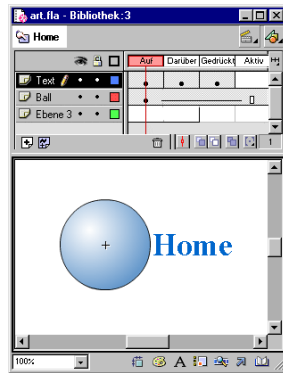 art.fla - Bibliothek:3
Home
Auf Darüber Gedrückt Aktiv
Text
Ball
Ebene 3
1
Home
100%